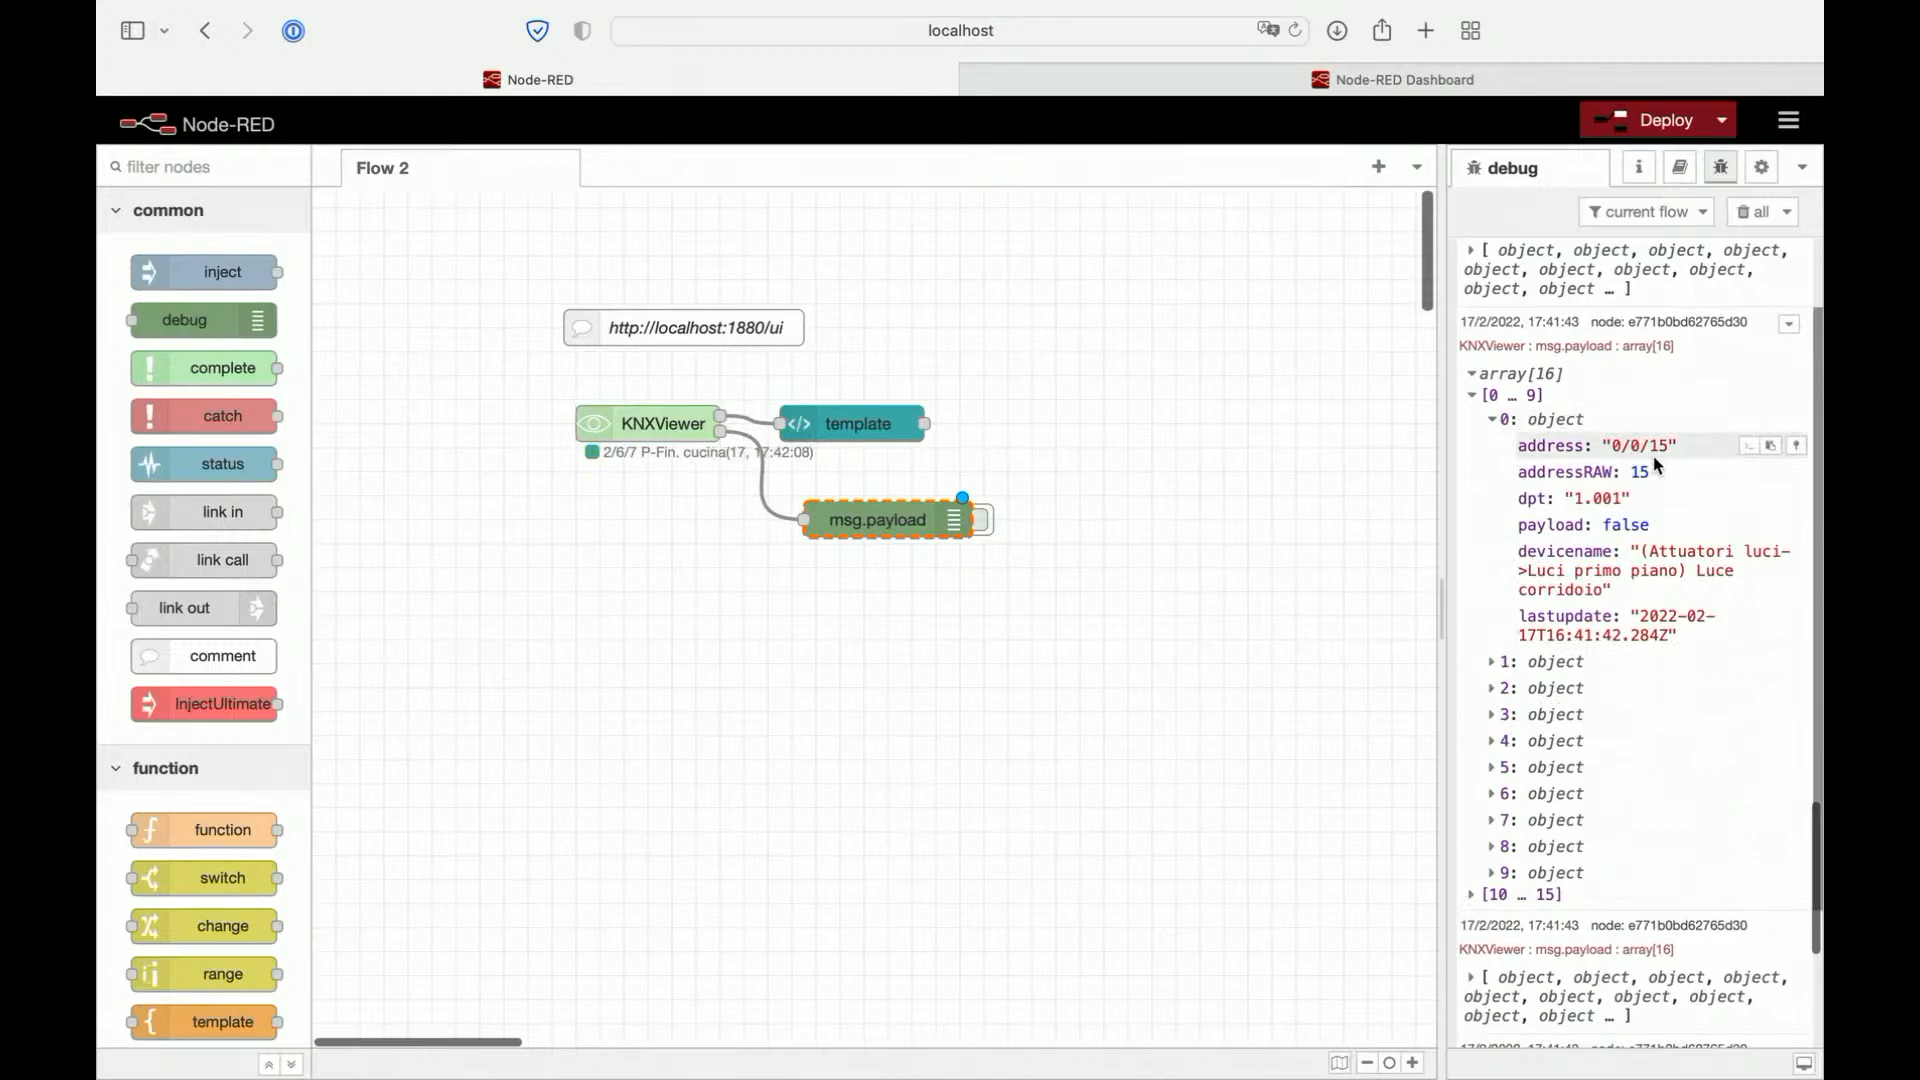 localhost
Node-RED
Node-RED Dashboard
Node-RED
Deploy
filter nodes
Flow 2
debug
common
current flow
all
inject
debug
complete
catch
status
link in
link call
link out
comment
InjectUltimate
function
function
switch
change
range
template
http://localhost:1880/ui
KNXViewer
template
2/6/7 P-Fin. cucina(17, 17:42:08)
msg.payload
[ object, object, object, object,
object, object, object, object,
object, object … ]
17/2/2022, 17:41:43 node: e771b0bd62765d30
KNXViewer : msg.payload : array[16]
array[16]
[0 … 9]
0: object
address: "0/0/15"
addressRAW: 15
dpt: "1.001"
payload: false
devicename: "(Attuatori luci-
>Luci primo piano) Luce
corridoio"
lastupdate: "2022-02-
17T16:41:42.284Z"
1: object
2: object
3: object
4: object
5: object
6: object
7: object
8: object
9: object
[10 … 15]
17/2/2022, 17:41:43 node: e771b0bd62765d30
KNXViewer : msg.payload : array[16]
[ object, object, object, object,
object, object, object, object,
object, object … ]